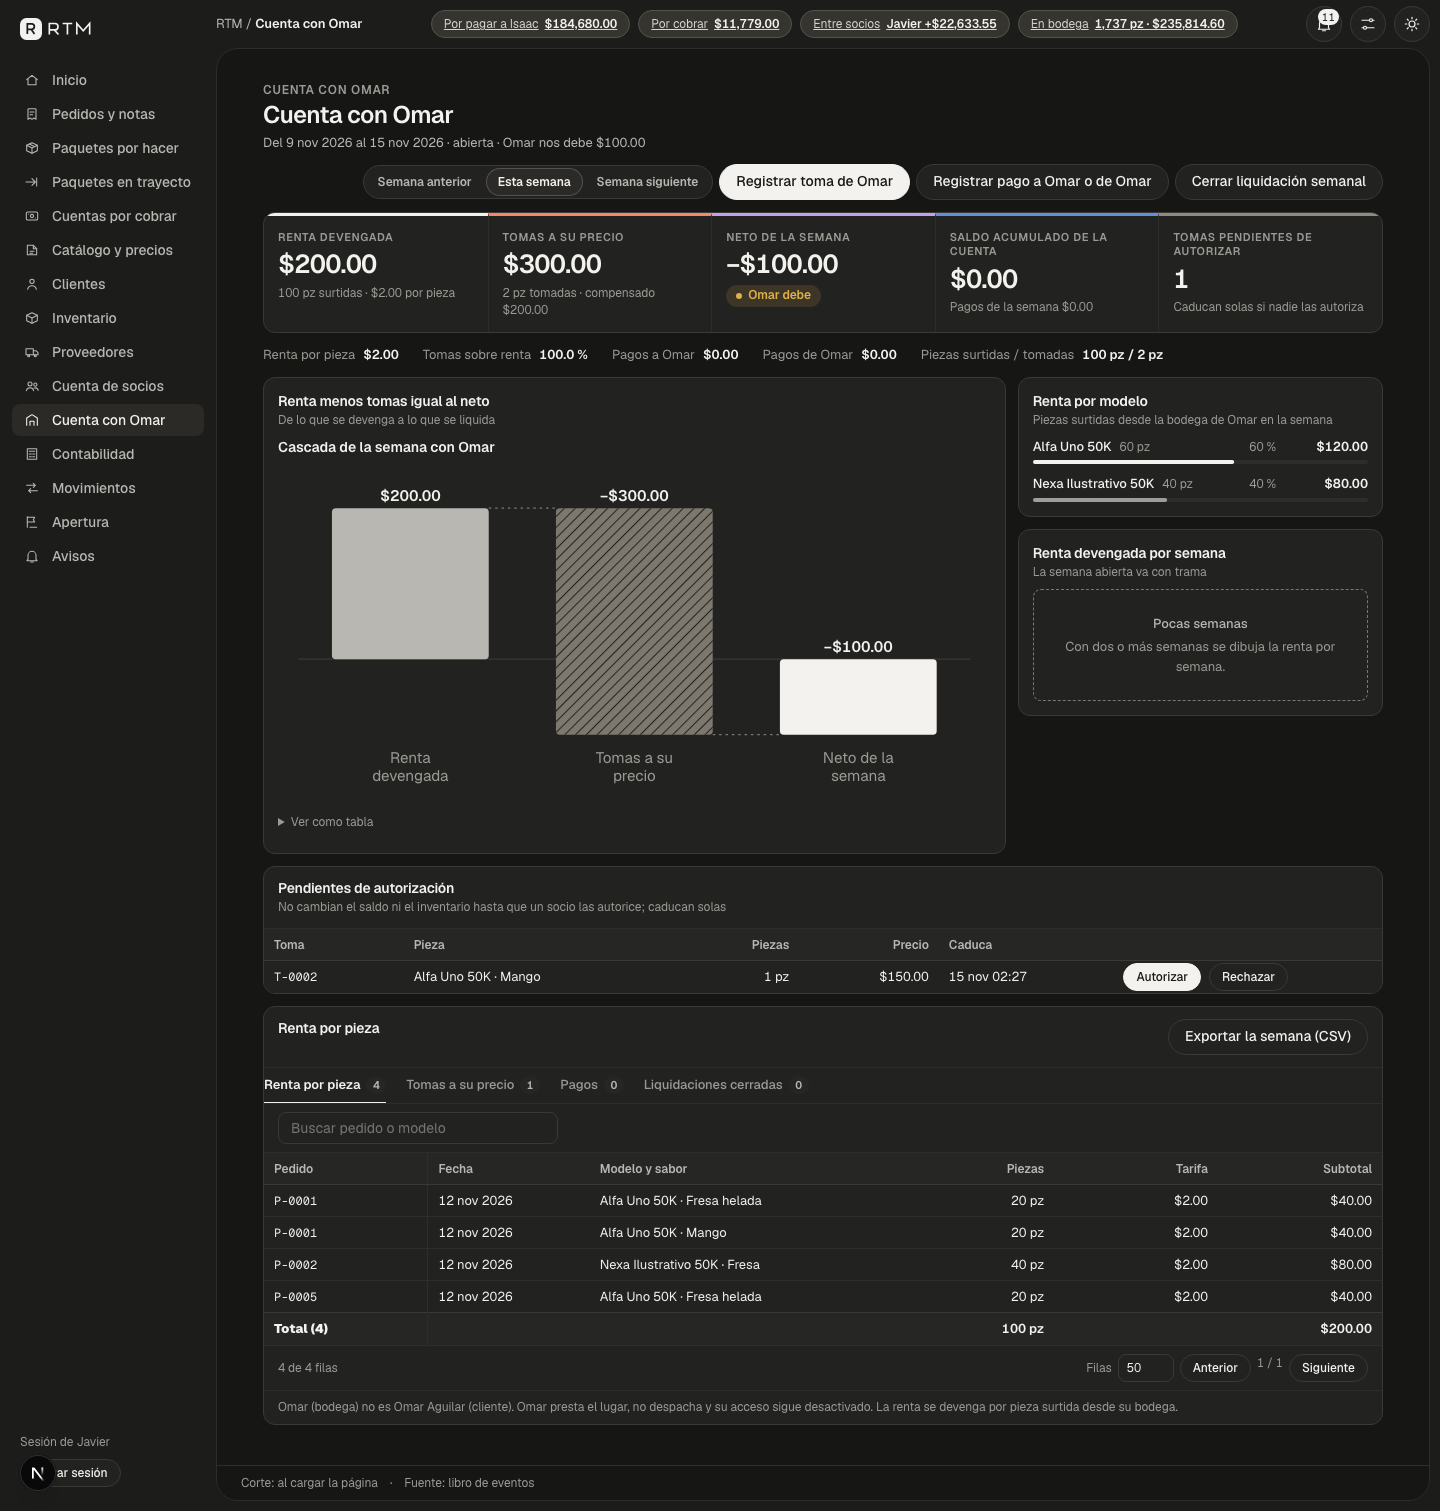 R RTM
RTM / Cuenta con Omar
Por pagar a Isaac $184,680.00
Por cobrar $11,779.00
Entre socios Javier +$22,633.55
En bodega 1,737 pz · $235,814.60
11
Inicio
Pedidos y notas
Paquetes por hacer
Paquetes en trayecto
Cuentas por cobrar
Catálogo y precios
Clientes
Inventario
Proveedores
Cuenta de socios
Cuenta con Omar
Contabilidad
Movimientos
Apertura
Avisos
Sesión de Javier
N ar sesión
CUENTA CON OMAR
Cuenta con Omar
Del 9 nov 2026 al 15 nov 2026 · abierta · Omar nos debe $100.00
Semana anterior Esta semana Semana siguiente
Registrar toma de Omar
Registrar pago a Omar o de Omar
Cerrar liquidación semanal
RENTA DEVENGADA
$200.00
100 pz surtidas · $2.00 por pieza
TOMAS A SU PRECIO
$300.00
2 pz tomadas · compensado
$200.00
NETO DE LA SEMANA
−$100.00
Omar debe
SALDO ACUMULADO DE LA
CUENTA
$0.00
Pagos de la semana $0.00
TOMAS PENDIENTES DE
AUTORIZAR
1
Caducan solas si nadie las autoriza
Renta por pieza $2.00 Tomas sobre renta 100.0 % Pagos a Omar $0.00 Pagos de Omar $0.00 Piezas surtidas / tomadas 100 pz / 2 pz
Renta menos tomas igual al neto
De lo que se devenga a lo que se liquida
Cascada de la semana con Omar
$200.00
−$300.00
−$100.00
Renta
devengada
Tomas a su
precio
Neto de la
semana
Ver como tabla
Renta por modelo
Piezas surtidas desde la bodega de Omar en la semana
Alfa Uno 50K 60 pz 60 % $120.00
Nexa Ilustrativo 50K 40 pz 40 % $80.00
Renta devengada por semana
La semana abierta va con trama
Pocas semanas
Con dos o más semanas se dibuja la renta por
semana.
Pendientes de autorización
No cambian el saldo ni el inventario hasta que un socio las autorice; caducan solas
Toma Pieza Piezas Precio Caduca
T-0002 Alfa Uno 50K · Mango 1 pz $150.00 15 nov 02:27 Autorizar Rechazar
Renta por pieza
Exportar la semana (CSV)
Renta por pieza 4 Tomas a su precio 1 Pagos 0 Liquidaciones cerradas 0
Buscar pedido o modelo
Pedido Fecha Modelo y sabor Piezas Tarifa Subtotal
P-0001 12 nov 2026 Alfa Uno 50K · Fresa helada 20 pz $2.00 $40.00
P-0001 12 nov 2026 Alfa Uno 50K · Mango 20 pz $2.00 $40.00
P-0002 12 nov 2026 Nexa Ilustrativo 50K · Fresa 40 pz $2.00 $80.00
P-0005 12 nov 2026 Alfa Uno 50K · Fresa helada 20 pz $2.00 $40.00
Total (4) 100 pz $200.00
4 de 4 filas
Filas 50 Anterior 1 / 1 Siguiente
Omar (bodega) no es Omar Aguilar (cliente). Omar presta el lugar, no despacha y su acceso sigue desactivado. La renta se devenga por pieza surtida desde su bodega.
Corte: al cargar la página · Fuente: libro de eventos